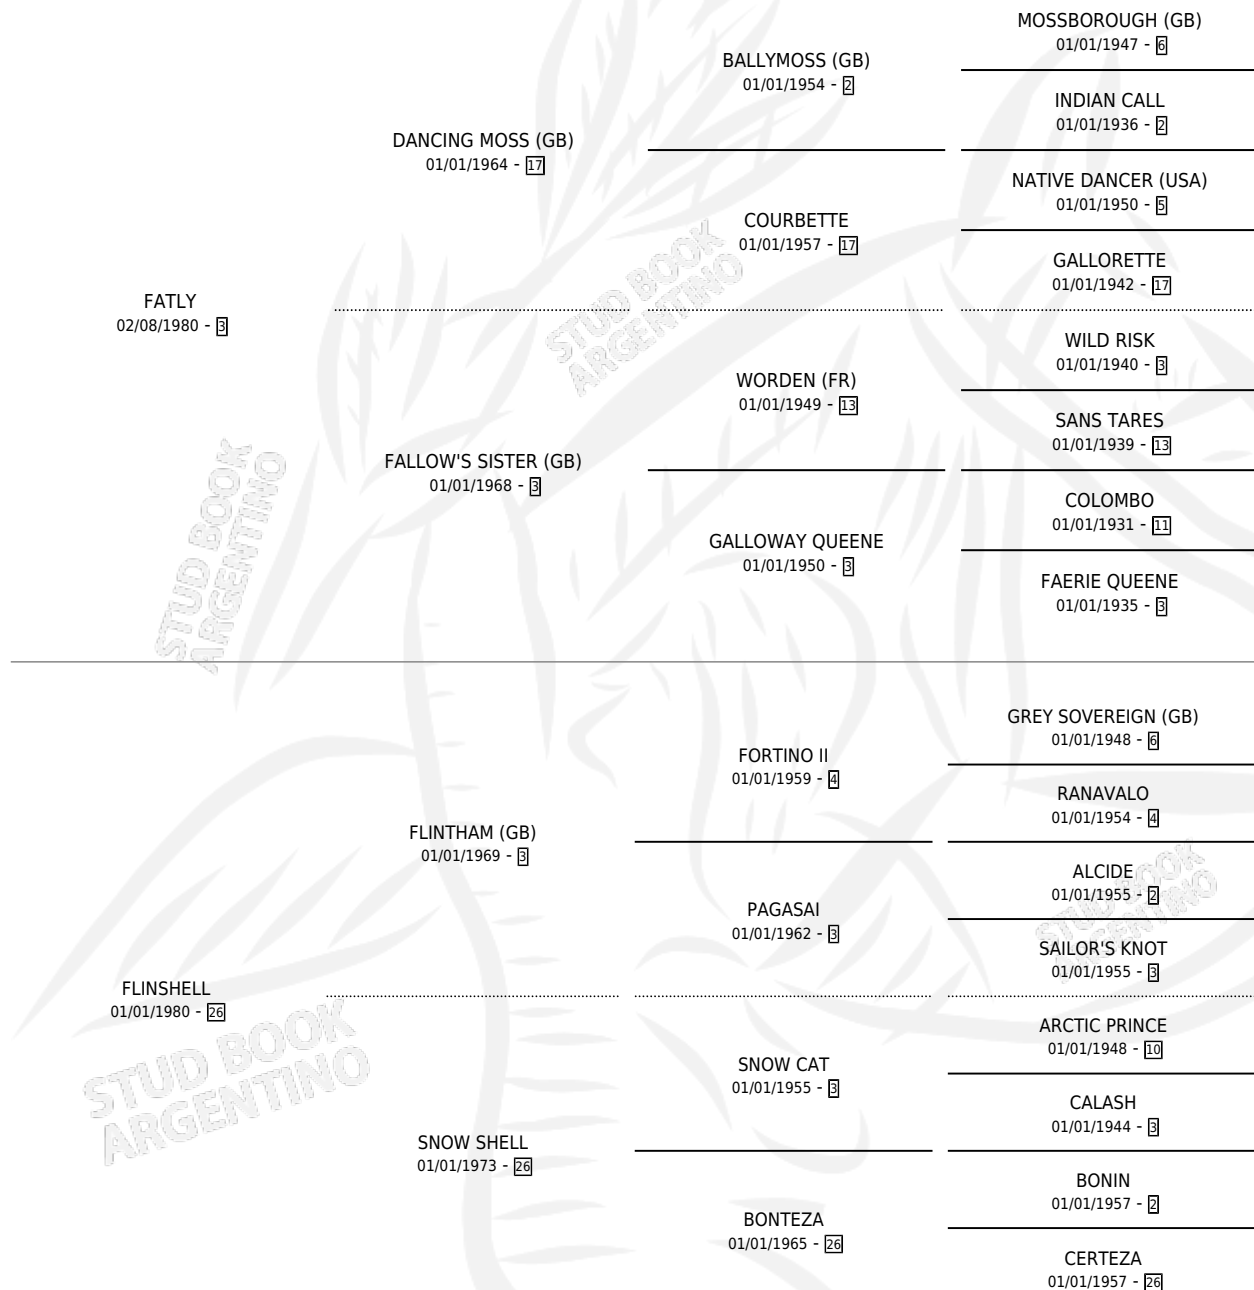 MOSSBOROUGH (GB)
01/01/1947 - 6
BALLYMOSS (GB)
01/01/1954 - 2
INDIAN CALL
01/01/1936 - 2
DANCING MOSS (GB)
01/01/1964 - 17
NATIVE DANCER (USA)
01/01/1950 - 5
COURBETTE
01/01/1957 - 17
GALLORETTE
01/01/1942 - 17
FATLY
02/08/1980 - 3
WILD RISK
01/01/1940 - 3
WORDEN (FR)
01/01/1949 - 13
SANS TARES
01/01/1939 - 13
FALLOW'S SISTER (GB)
01/01/1968 - 3
COLOMBO
01/01/1931 - 11
GALLOWAY QUEENE
01/01/1950 - 3
FAERIE QUEENE
01/01/1935 - 3
GREY SOVEREIGN (GB)
01/01/1948 - 6
FORTINO II
01/01/1959 - 4
RANAVALO
01/01/1954 - 4
FLINTHAM (GB)
01/01/1969 - 3
ALCIDE
01/01/1955 - 2
PAGASAI
01/01/1962 - 3
SAILOR'S KNOT
01/01/1955 - 3
FLINSHELL
01/01/1980 - 26
ARCTIC PRINCE
01/01/1948 - 10
SNOW CAT
01/01/1955 - 3
CALASH
01/01/1944 - 3
SNOW SHELL
01/01/1973 - 26
BONIN
01/01/1957 - 2
BONTEZA
01/01/1965 - 26
CERTEZA
01/01/1957 - 26
STUD BOOK
ARGENTINO
STUD BOOK
ARGENTINO
STUD BOOK
ARGENTINO
STUD BOOK
ARGENTINO